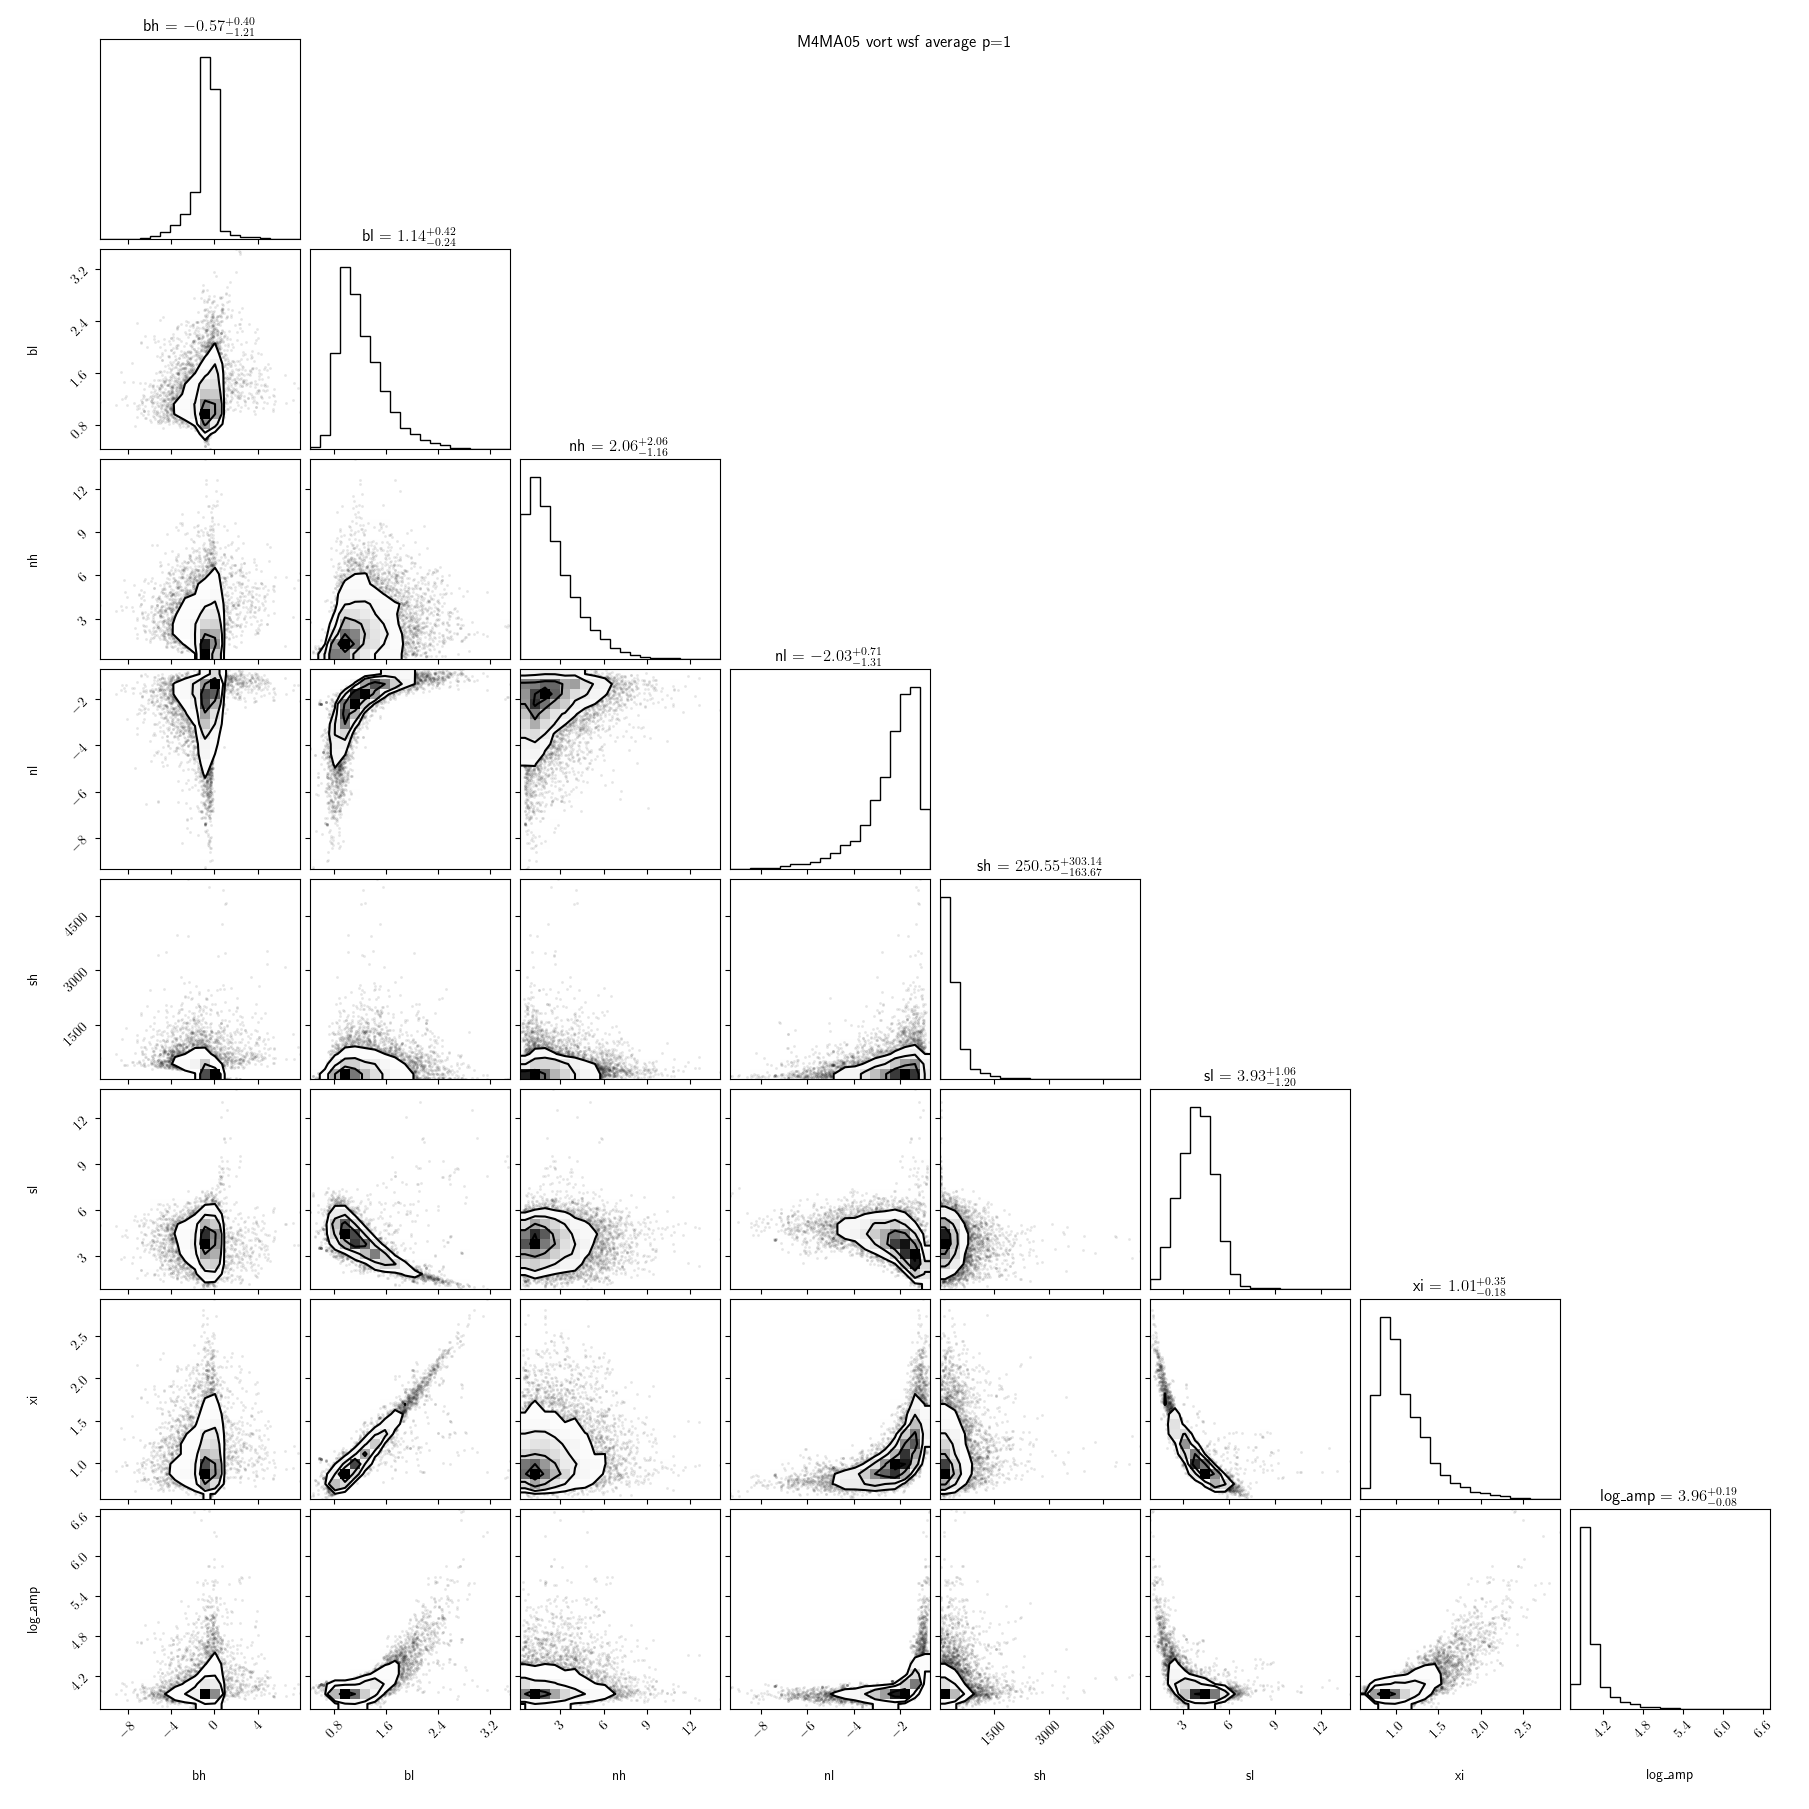 bh = −0.57 +0.40 −1.21
M4MA05 vort wsf average p=1
bl = 1.14 +0.42 −0.24
3.2
2.4
1.6
0.8
bl
nh = 2.06 +2.06 −1.16
12
9
6
3
nh
nl = −2.03 +0.71 −1.31
−2
−4
−6
−8
nl
sh = 250.55 +303.14 −163.67
4500
3000
1500
sh
sl = 3.93 +1.06 −1.20
12
9
6
3
sl
xi = 1.01 +0.35 −0.18
2.5
2.0
1.5
1.0
xi
log_amp = 3.96 +0.19 −0.08
6.6
6.0
5.4
4.8
4.2
log_amp
−8 −4 0 4 0.8 1.6 2.4 3.2 3 6 9 12 −8 −6 −4 −2 1500 3000 4500 3 6 9 12 1.0 1.5 2.0 2.5 4.2 4.8 5.4 6.0 6.6
bh bl nh nl sh sl xi log_amp